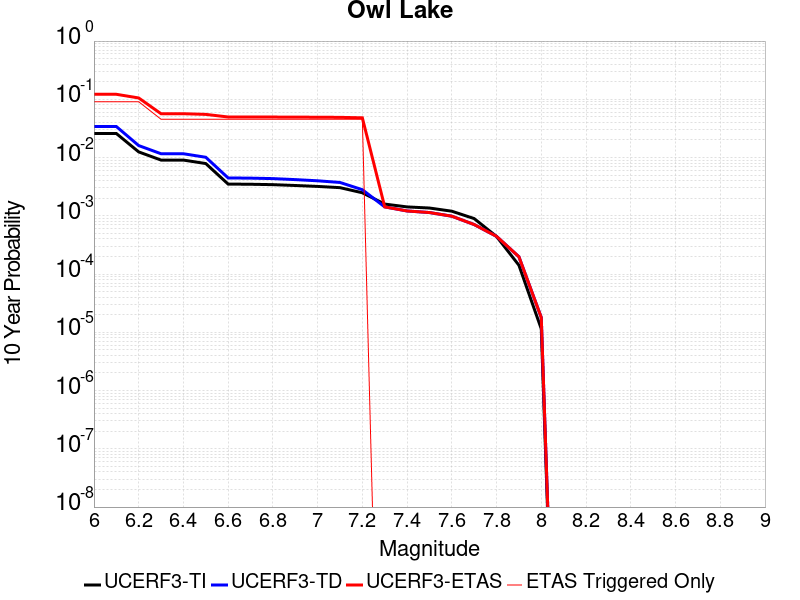 Owl Lake
10 Year Probability
10^0
10^-1
10^-2
10^-3
10^-4
10^-5
10^-6
10^-7
10^-8
6 6.2 6.4 6.6 6.8 7 7.2 7.4 7.6 7.8 8 8.2 8.4 8.6 8.8 9
Magnitude
UCERF3-TI UCERF3-TD UCERF3-ETAS ETAS Triggered Only